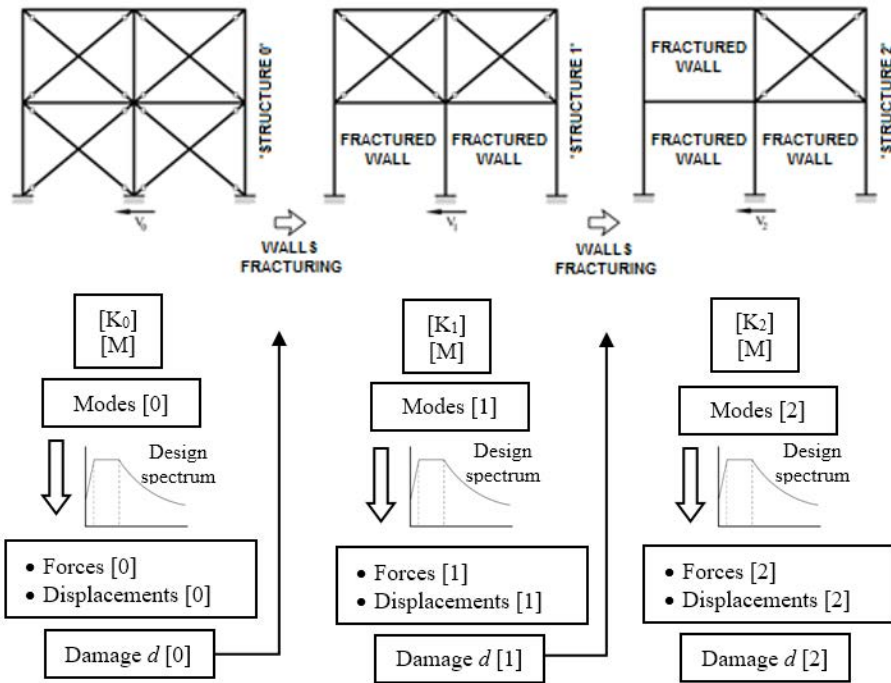 "STRUCTURE 0"
V0
WALLS
FRACTURING
FRACTURED
WALL
FRACTURED
WALL
"STRUCTURE 1"
V1
WALLS
FRACTURING
FRACTURED
WALL
FRACTURED
WALL
FRACTURED
WALL
"STRUCTURE 2"
V2
[K0]
[M]
Modes [0]
Design
spectrum
• Forces [0]
• Displacements [0]
Damage d [0]
[K1]
[M]
Modes [1]
Design
spectrum
• Forces [1]
• Displacements [1]
Damage d [1]
[K2]
[M]
Modes [2]
Design
spectrum
• Forces [2]
• Displacements [2]
Damage d [2]